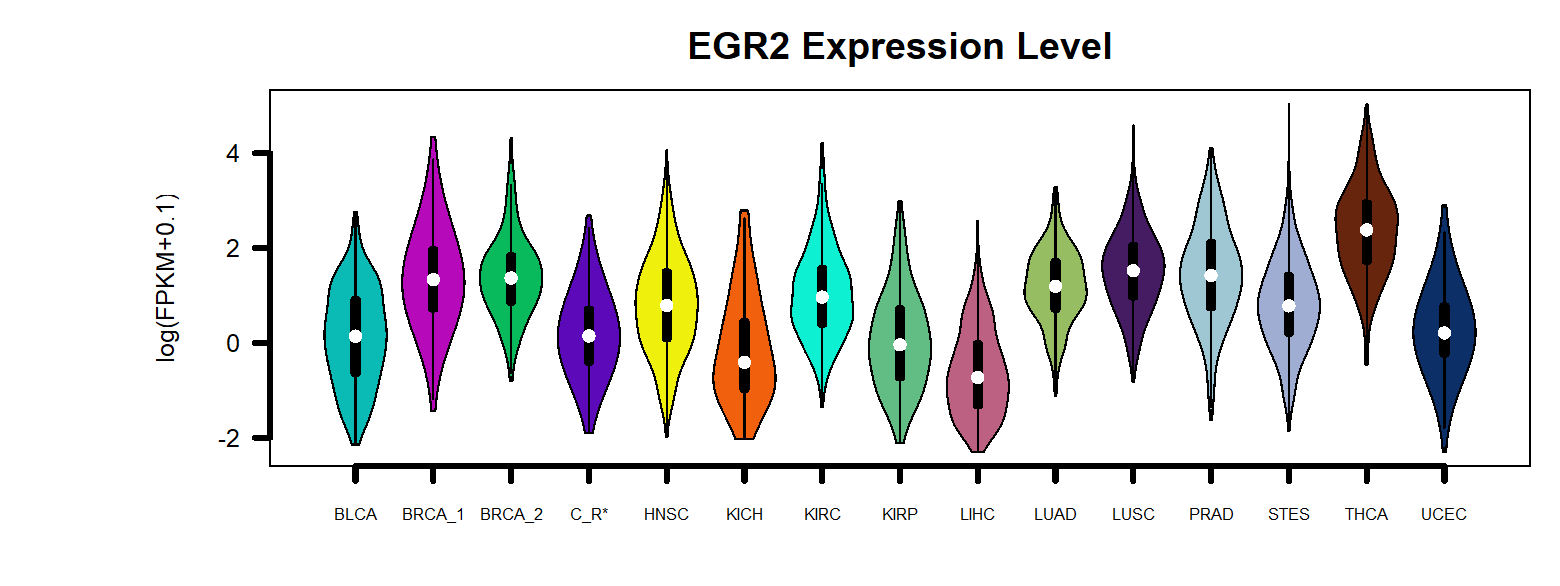 EGR2 Expression Level
log(FPKM+0.1)
4
2
0
-2
BLCA BRCA_1 BRCA_2 C_R* HNSC KICH KIRC KIRP LIHC LUAD LUSC PRAD STES THCA UCEC